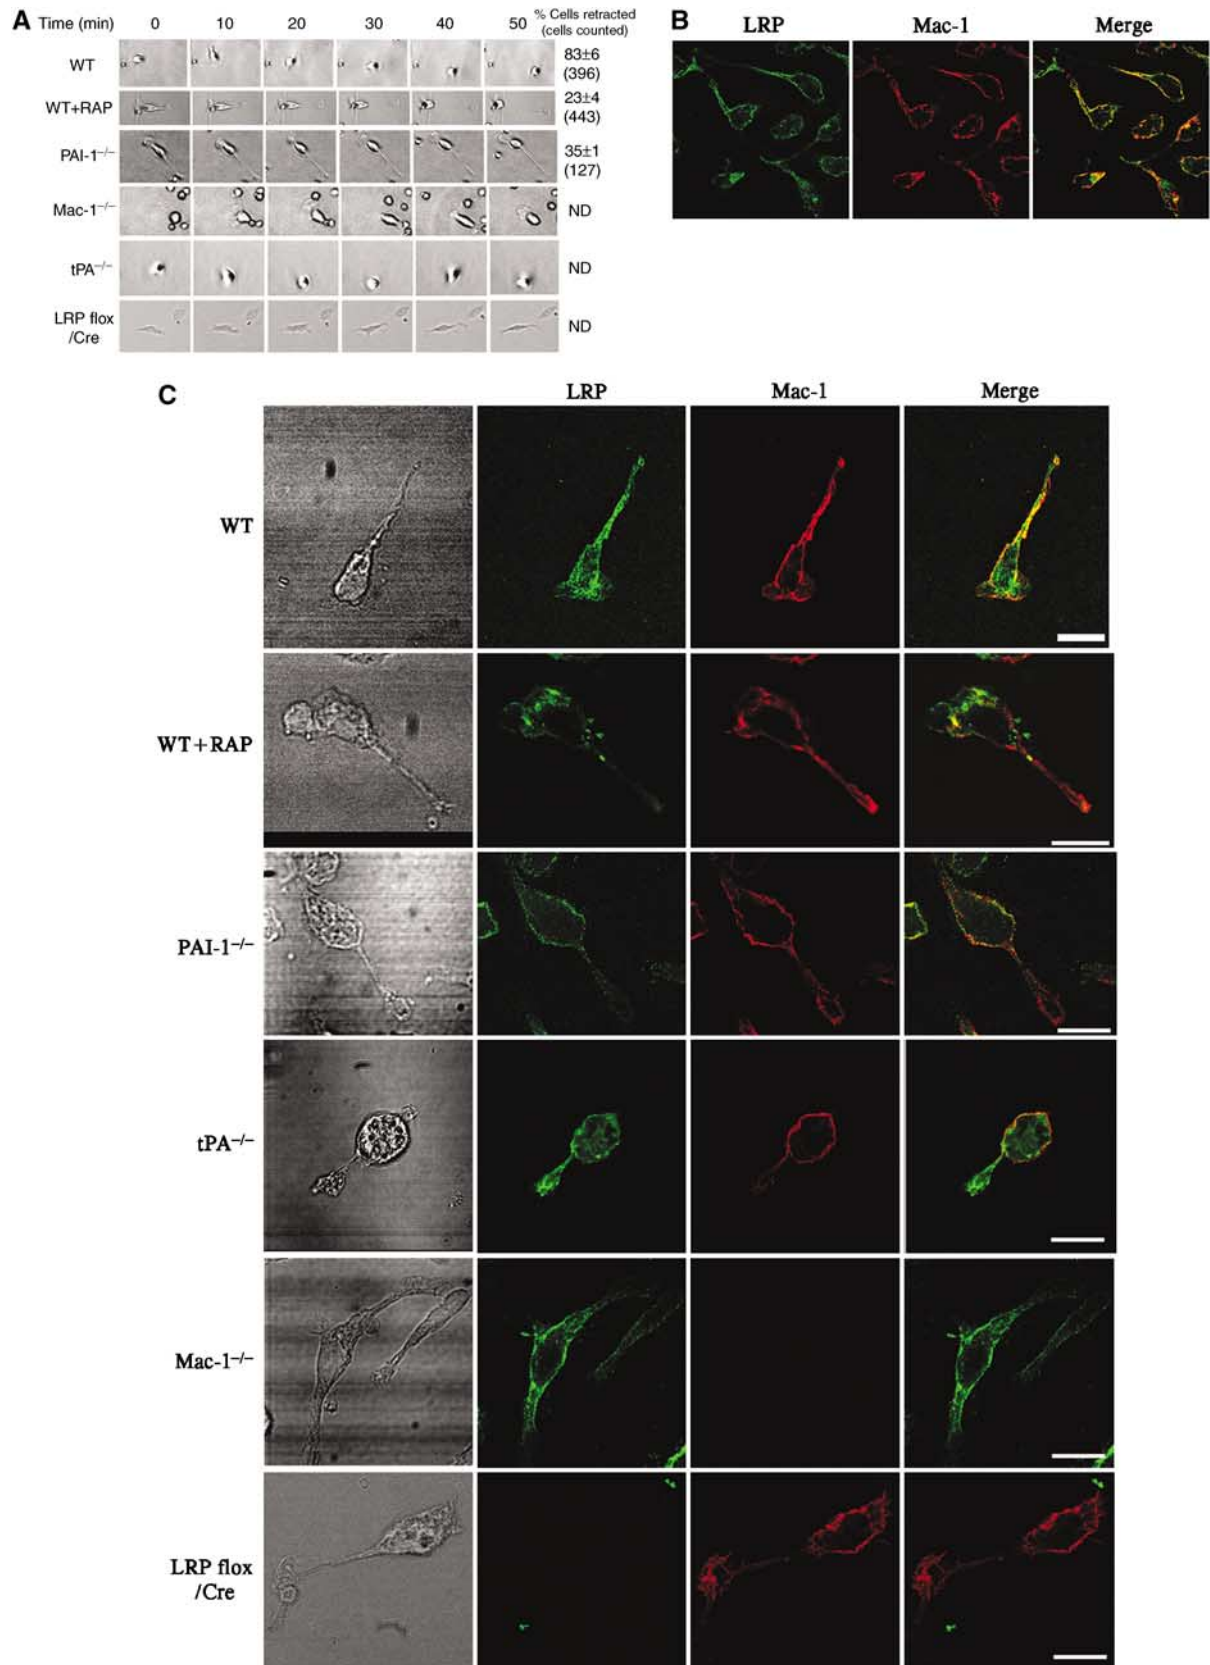 A
Time (min) 0 10 20 30 40 50 % Cells retracted
(cells counted)
WT 83±6
(396)
WT+RAP 23±4
(443)
PAI-1⁻/⁻ 35±1
(127)
Mac-1⁻/⁻ ND
tPA⁻/⁻ ND
LRP flox
/Cre ND
B
LRP Mac-1 Merge
C
LRP Mac-1 Merge
WT
WT+RAP
PAI-1⁻/⁻
tPA⁻/⁻
Mac-1⁻/⁻
LRP flox
/Cre